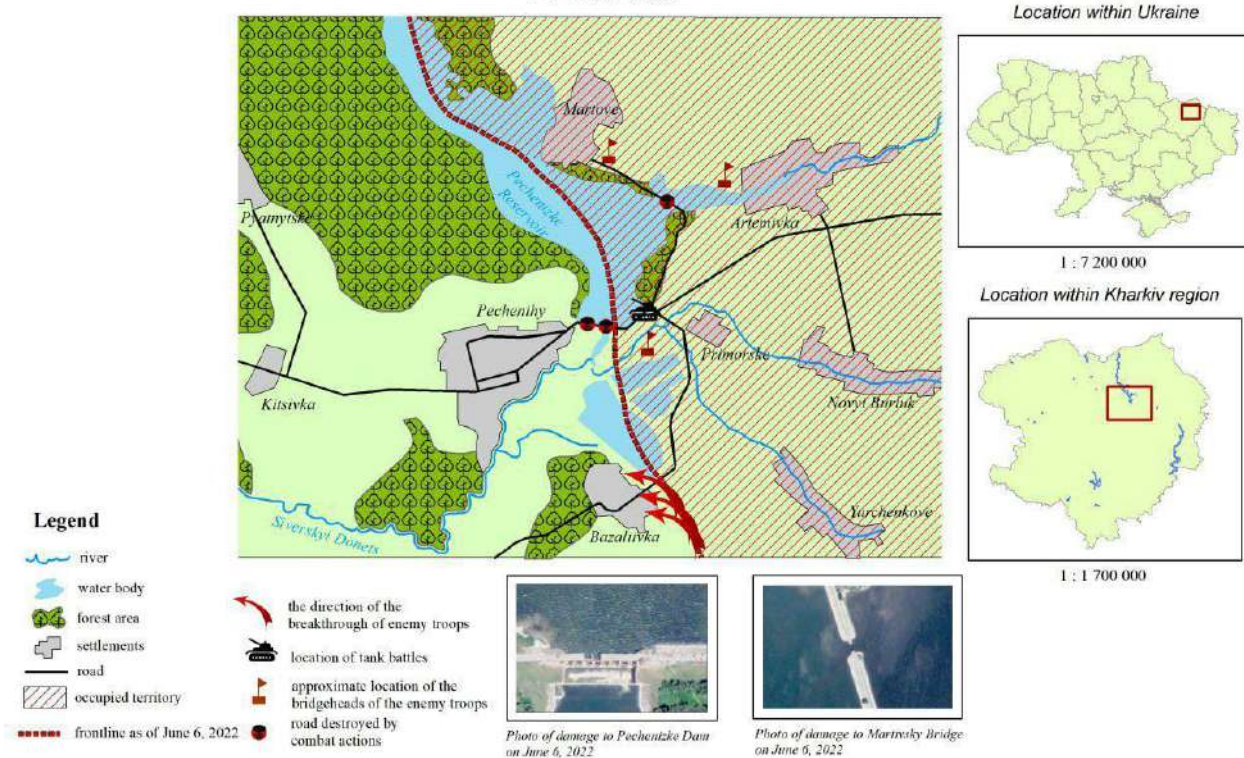 Location within Ukraine
1 : 7 200 000
Location within Kharkiv region
1 : 1 700 000
Martove
Pechenizke
Reservoir
Artemivka
Pyatnytske
Pechenihy
Primorske
Kitsivka
Novyi Burluk
Yurchenkove
Siverskyi Donets
Bazaliivka
Legend
river
water body
forest area
settlements
road
occupied territory
frontline as of June 6, 2022
the direction of the
breakthrough of enemy troops
location of tank battles
approximate location of the
bridgeheads of the enemy troops
road destroyed by
combat actions
Photo of damage to Pechenizke Dam
on June 6, 2022
Photo of damage to Martivsky Bridge
on June 6, 2022